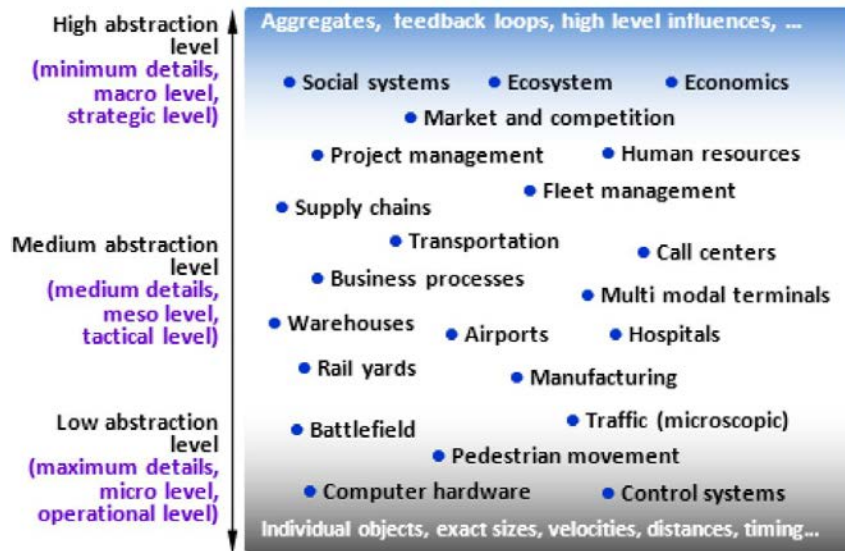 High abstraction
level
(minimum details,
macro level,
strategic level)
Medium abstraction
level
(medium details,
meso level,
tactical level)
Low abstraction
level
(maximum details,
micro level,
operational level)
Aggregates, feedback loops, high level influences, ...
Social systems
Ecosystem
Economics
Market and competition
Project management
Human resources
Fleet management
Supply chains
Transportation
Call centers
Business processes
Multi modal terminals
Warehouses
Airports
Hospitals
Rail yards
Manufacturing
Traffic (microscopic)
Battlefield
Pedestrian movement
Computer hardware
Control systems
Individual objects, exact sizes, velocities, distances, timing...